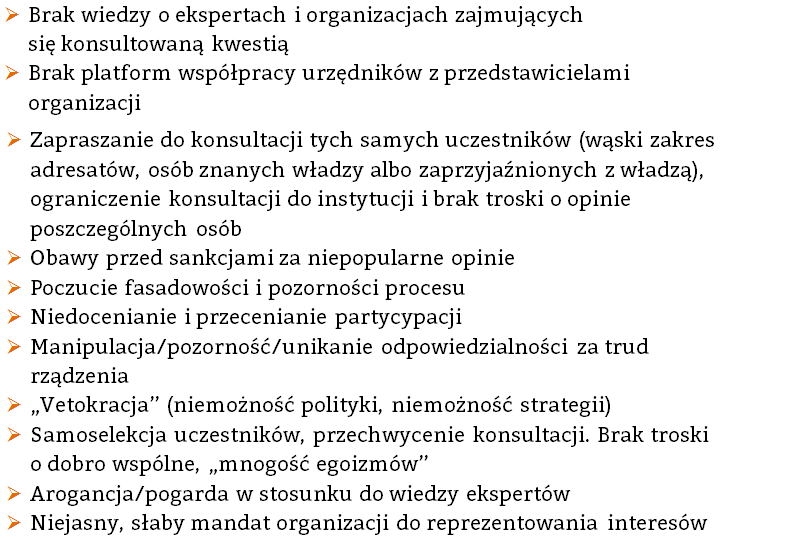 ➢ Brak wiedzy o ekspertach i organizacjach zajmujących
się konsultowaną kwestią
➢ Brak platform współpracy urzędników z przedstawicielami
organizacji
➢ Zapraszanie do konsultacji tych samych uczestników (wąski zakres
adresatów, osób znanych władzy albo zaprzyjaźnionych z władzą),
ograniczenie konsultacji do instytucji i brak troski o opinie
poszczególnych osób
➢ Obawy przed sankcjami za niepopularne opinie
➢ Poczucie fasadowości i pozorności procesu
➢ Niedocenianie i przecenianie partycypacji
➢ Manipulacja/pozorność/unikanie odpowiedzialności za trud
rządzenia
➢ „Vetokracja” (niemożność polityki, niemożność strategii)
➢ Samoselekcja uczestników, przechwycenie konsultacji. Brak troski
o dobro wspólne, „mnogość egoizmów”
➢ Arogancja/pogarda w stosunku do wiedzy ekspertów
➢ Niejasny, słaby mandat organizacji do reprezentowania interesów